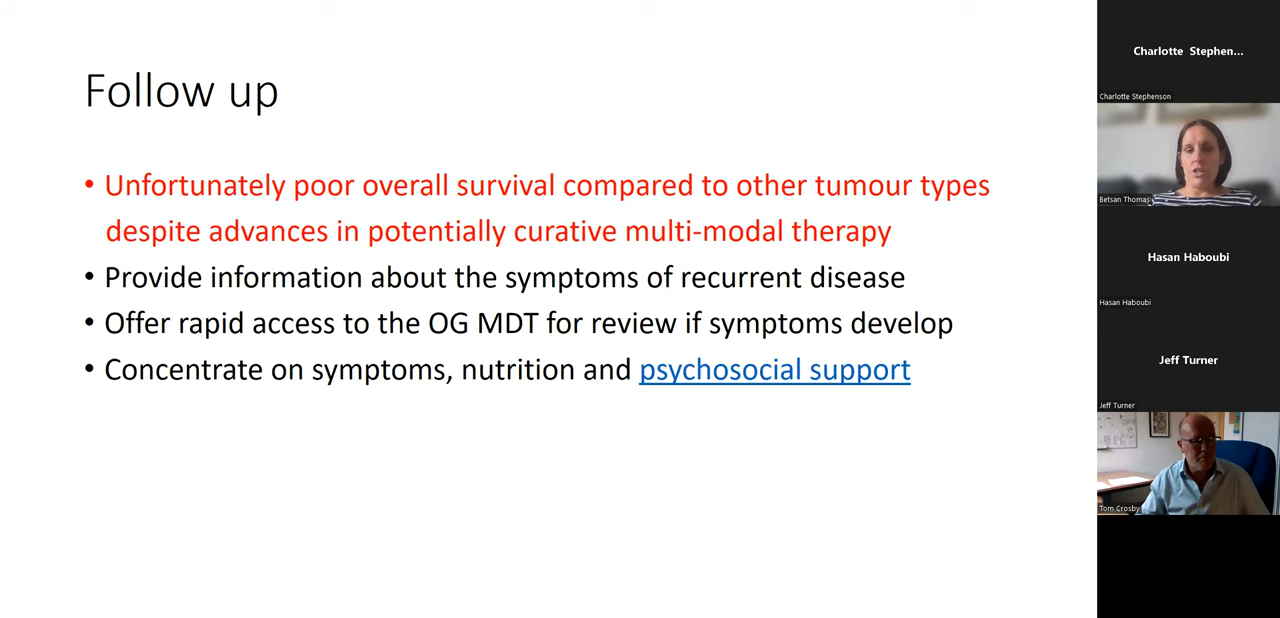 Follow up
• Unfortunately poor overall survival compared to other tumour types
despite advances in potentially curative multi-modal therapy
• Provide information about the symptoms of recurrent disease
• Offer rapid access to the OG MDT for review if symptoms develop
• Concentrate on symptoms, nutrition and psychosocial support
Charlotte Stephen...
Charlotte Stephenson
Betsan Thomas
Hasan Haboubi
Hasan Haboubi
Jeff Turner
Jeff Turner
Tom Crosby